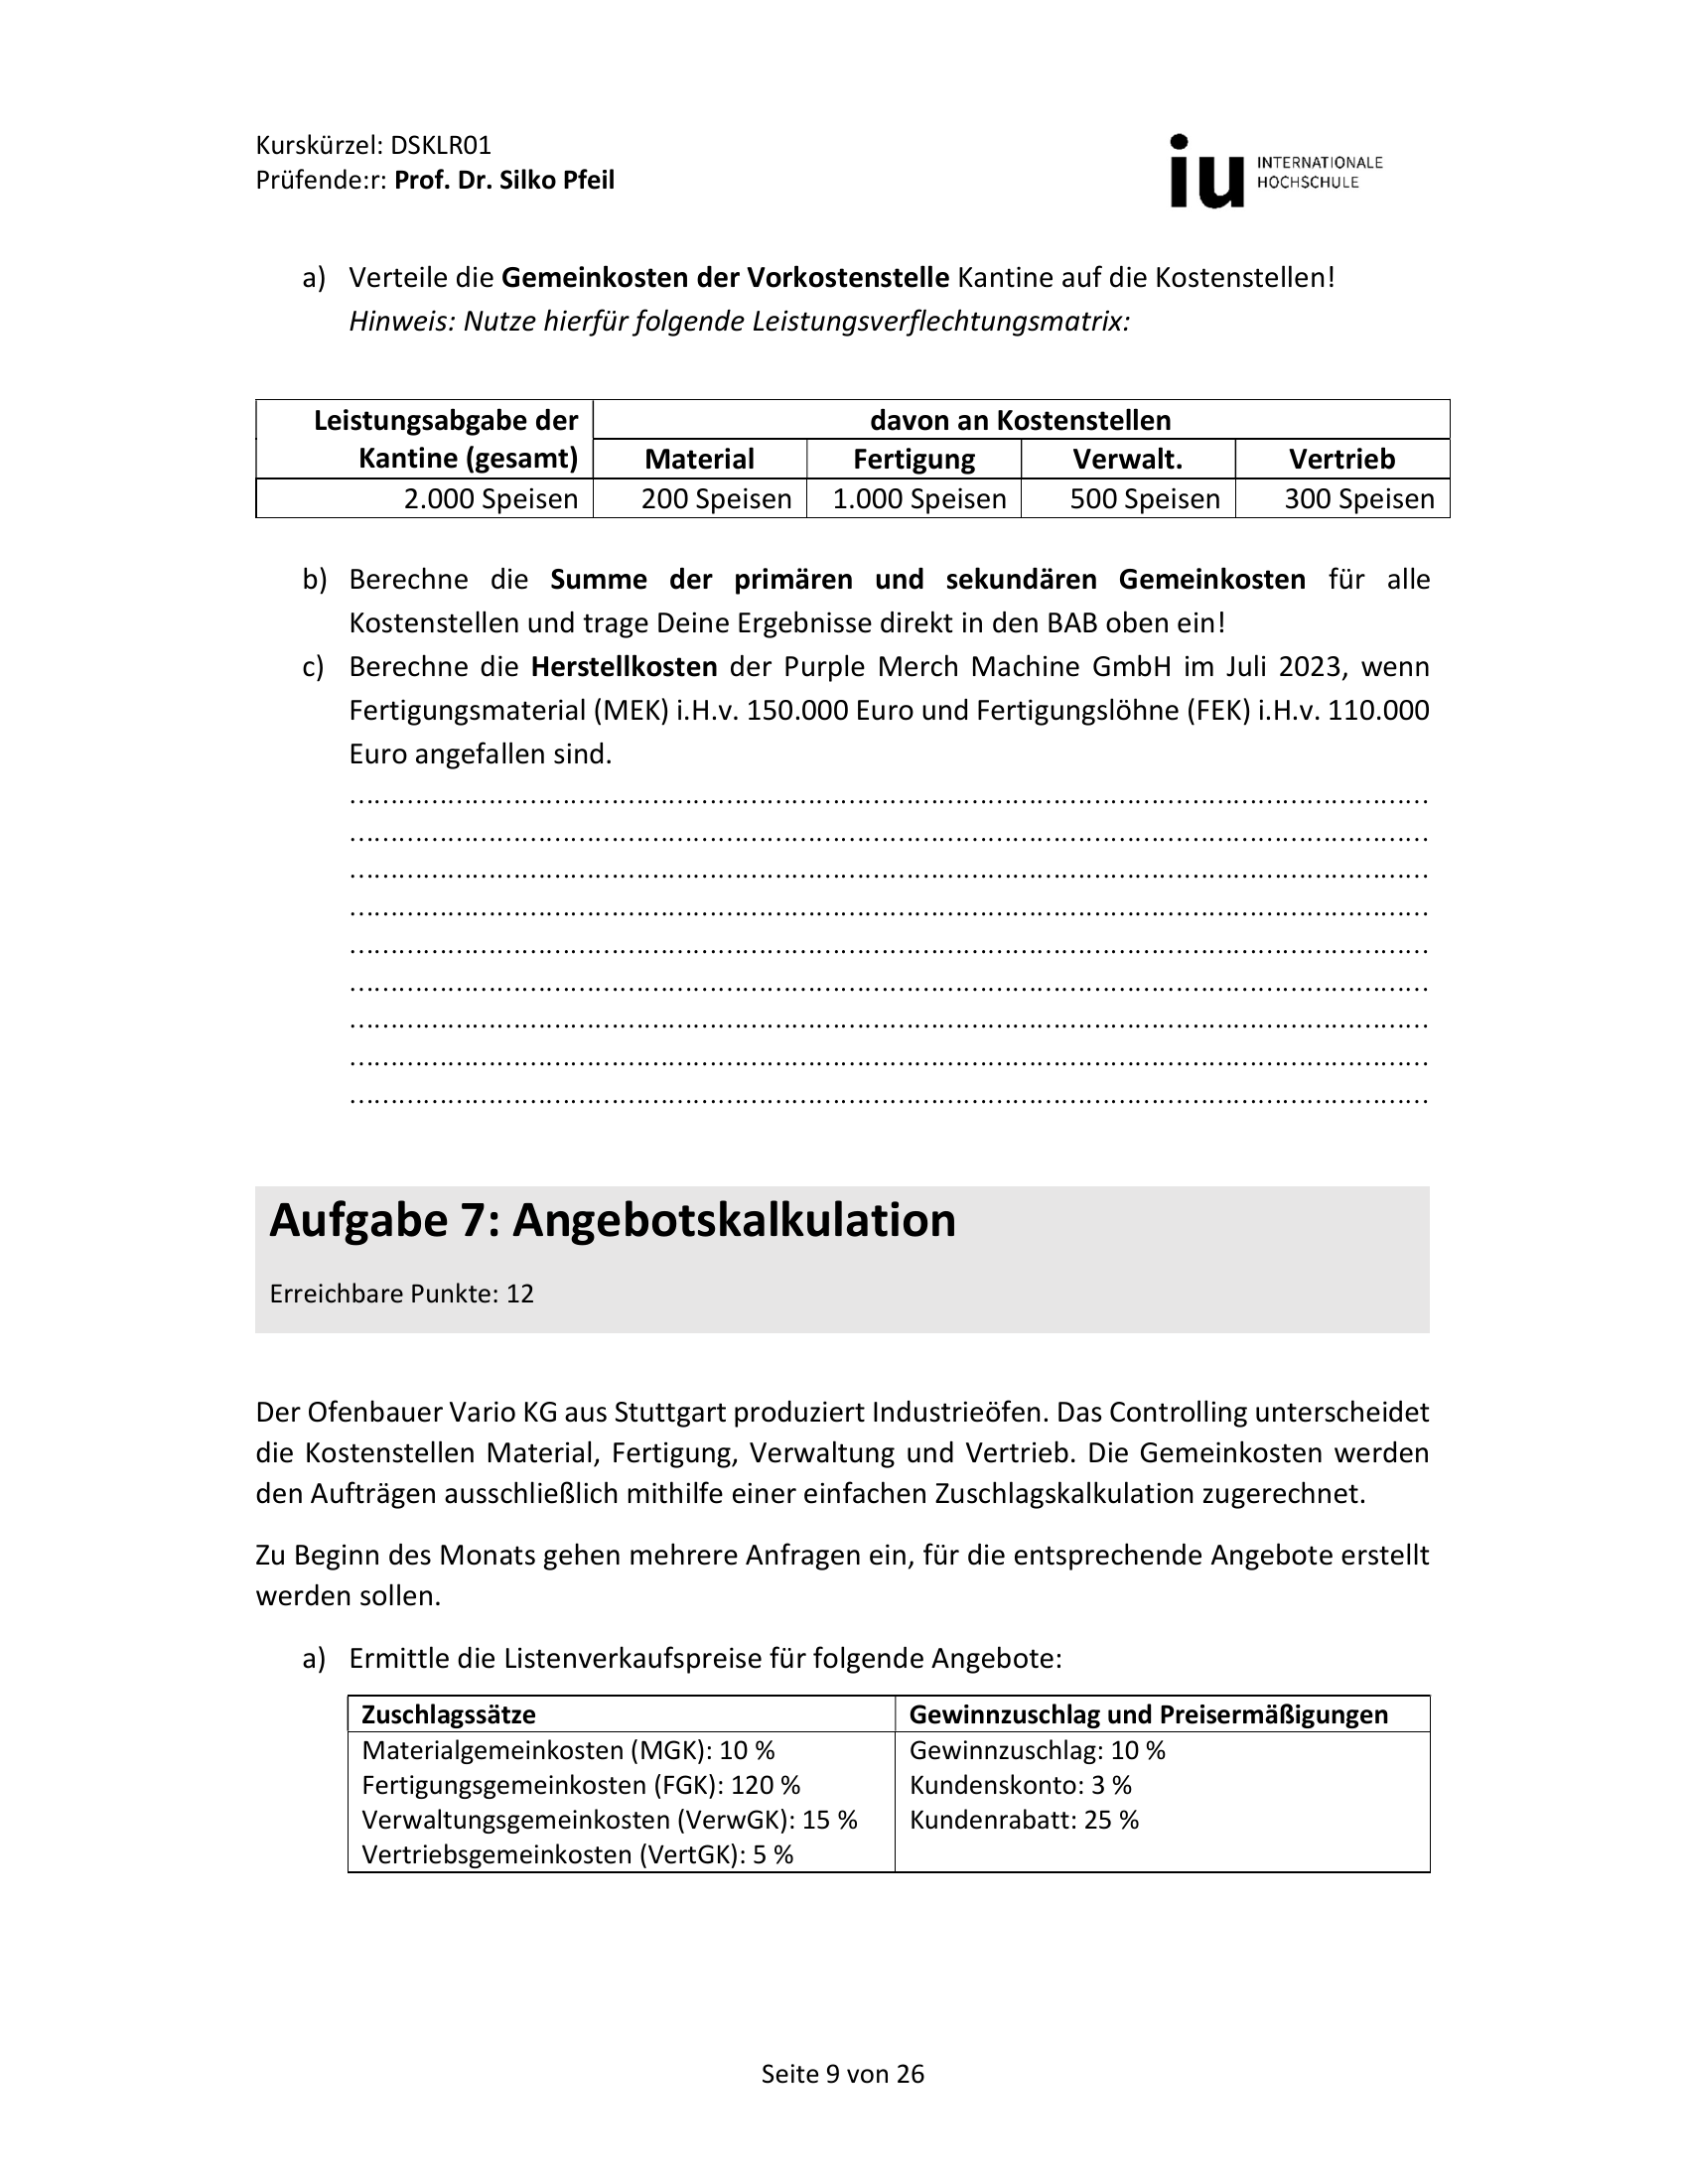 Kurskürzel: DSKLR01
Prüfende:r: Prof. Dr. Silko Pfeil
iu INTERNATIONALE
HOCHSCHULE
a) Verteile die Gemeinkosten der Vorkostenstelle Kantine auf die Kostenstellen!
Hinweis: Nutze hierfür folgende Leistungsverflechtungsmatrix:
Leistungsabgabe der davon an Kostenstellen
Kantine (gesamt) Material Fertigung Verwalt. Vertrieb
2.000 Speisen 200 Speisen 1.000 Speisen 500 Speisen 300 Speisen
b) Berechne die Summe der primären und sekundären Gemeinkosten für alle
Kostenstellen und trage Deine Ergebnisse direkt in den BAB oben ein!
c) Berechne die Herstellkosten der Purple Merch Machine GmbH im Juli 2023, wenn
Fertigungsmaterial (MEK) i.H.v. 150.000 Euro und Fertigungslöhne (FEK) i.H.v. 110.000
Euro angefallen sind.
Aufgabe 7: Angebotskalkulation
Erreichbare Punkte: 12
Der Ofenbauer Vario KG aus Stuttgart produziert Industrieöfen. Das Controlling unterscheidet
die Kostenstellen Material, Fertigung, Verwaltung und Vertrieb. Die Gemeinkosten werden
den Aufträgen ausschließlich mithilfe einer einfachen Zuschlagskalkulation zugerechnet.
Zu Beginn des Monats gehen mehrere Anfragen ein, für die entsprechende Angebote erstellt
werden sollen.
a) Ermittle die Listenverkaufspreise für folgende Angebote:
Zuschlagssätze Gewinnzuschlag und Preisermäßigungen
Materialgemeinkosten (MGK): 10 % Gewinnzuschlag: 10 %
Fertigungsgemeinkosten (FGK): 120 % Kundenskonto: 3 %
Verwaltungsgemeinkosten (VerwGK): 15 % Kundenrabatt: 25 %
Vertriebsgemeinkosten (VertGK): 5 %
Seite 9 von 26